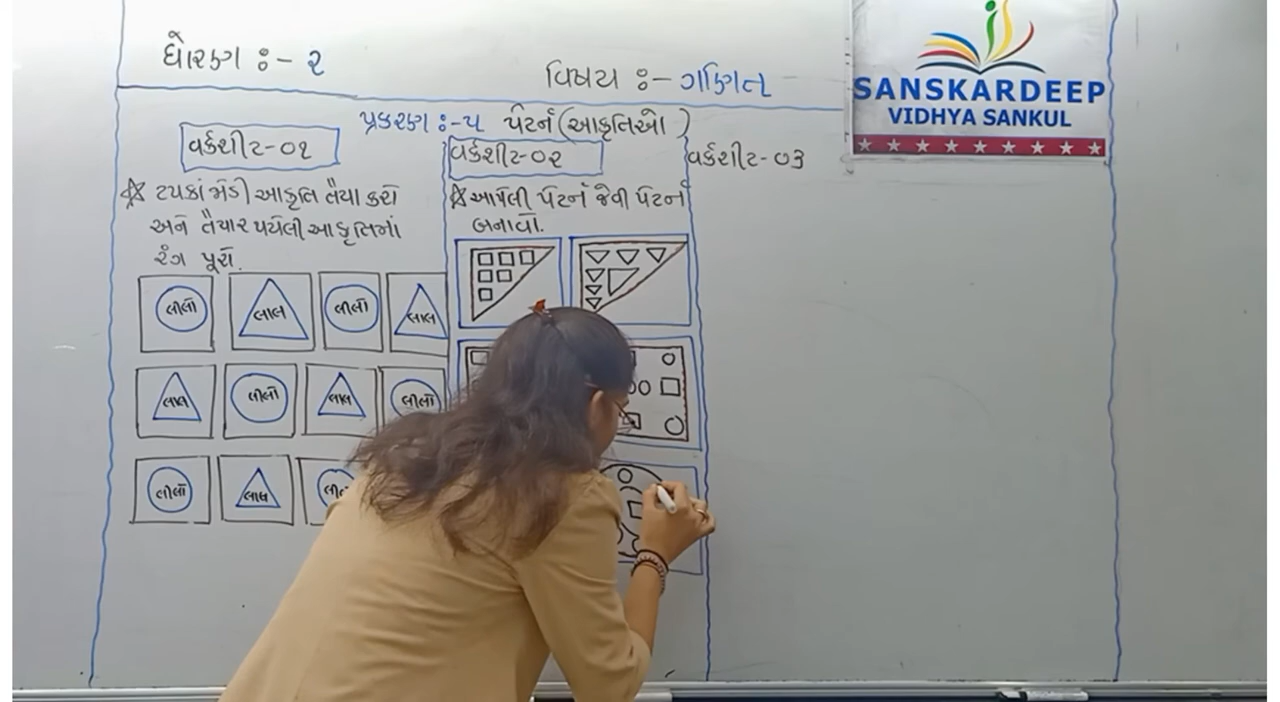 ધોરણ :- ૨
વિષય :- ગણિત
SANSKARDEEP
VIDHYA SANKUL
પ્રકરણ :- ૫ પેટર્ન (આકૃતિઓ)
વર્કશીટ-૦૧
☆ ટપકાં જોડી આકૃતિ તૈયા કરો
અને તૈયાર થયેલી આકૃતિમાં
રંગ પૂરો.
લીલો લાલ લીલો લાલ
લાલ લીલો લાલ લીલો
લીલો લાલ
વર્કશીટ-૦૨
☆ આપેલી પેટર્ન જેવી પેટર્ન
બનાવો.
વર્કશીટ-૦૩